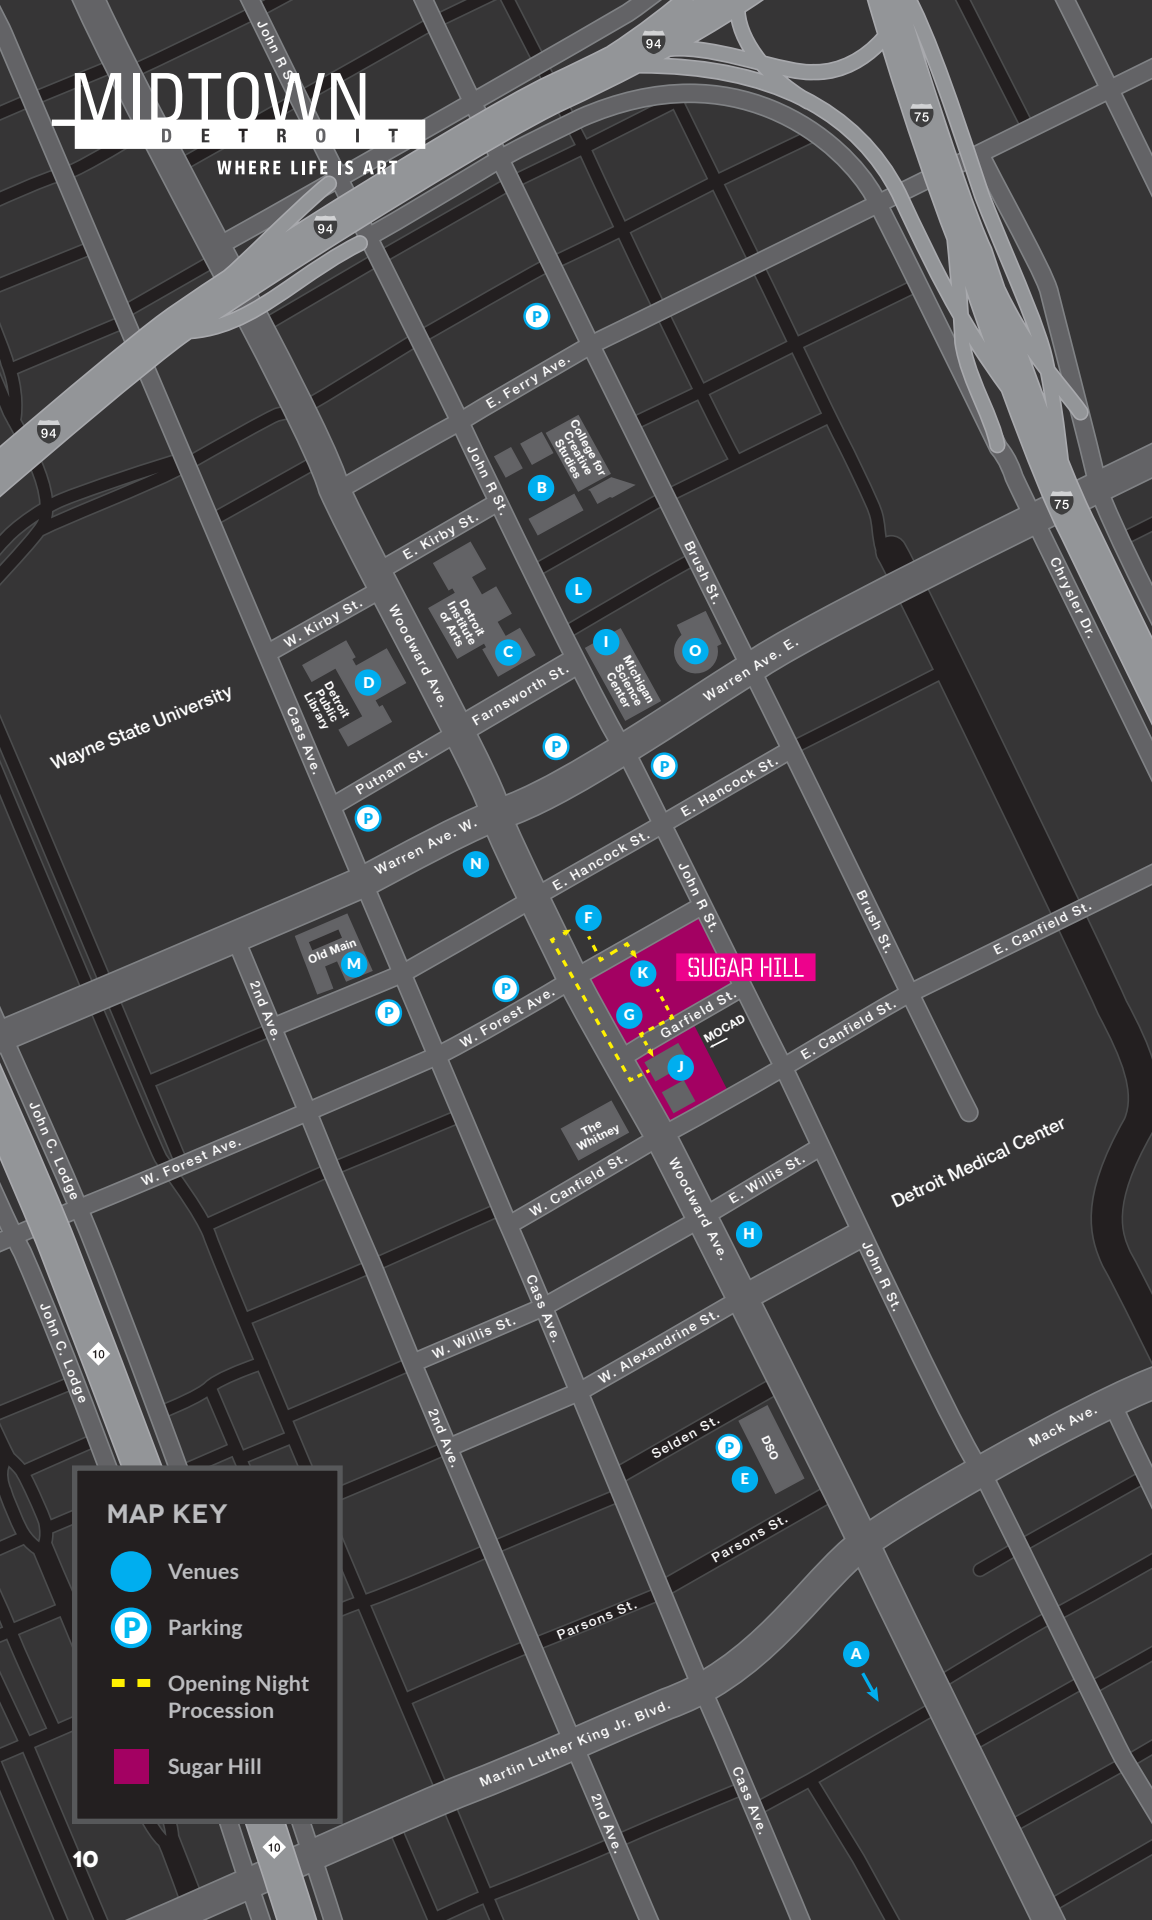 John R S
94
MIDTOWN
DETROIT
WHERE LIFE IS ART
75
94
P
E. Ferry Ave.
94
College for
Creative
Studies
John R St.
B
75
E. Kirby St.
Brush St.
Chrysler Dr.
L
W. Kirby St.
Detroit
Institute
of Arts
Woodward Ave.
C
I
O
Michigan
Science
Center
Warren Ave. E.
D
Detroit
Public
Library
Farnsworth St.
Wayne State University
Cass Ave.
Putnam St.
P
P
E. Hancock St.
P
Warren Ave. W.
N
E. Hancock St.
John R St.
Brush St.
F
E. Canfield St.
Old Main
M
K
SUGAR HILL
2nd Ave.
P
P
W. Forest Ave.
G
Garfield St.
MOCAD
E. Canfield St.
J
John C. Lodge
The
Whitney
Detroit Medical Center
W. Forest Ave.
W. Canfield St.
Woodward Ave.
E. Willis St.
H
John R St.
John C. Lodge
Cass Ave.
W. Willis St.
10
W. Alexandrine St.
2nd Ave.
Selden St.
P
DSO
E
Mack Ave.
MAP KEY
Venues
P
Parking
Opening Night
Procession
Sugar Hill
Parsons St.
Parsons St.
A
Martin Luther King Jr. Blvd.
2nd Ave.
Cass Ave.
10
10